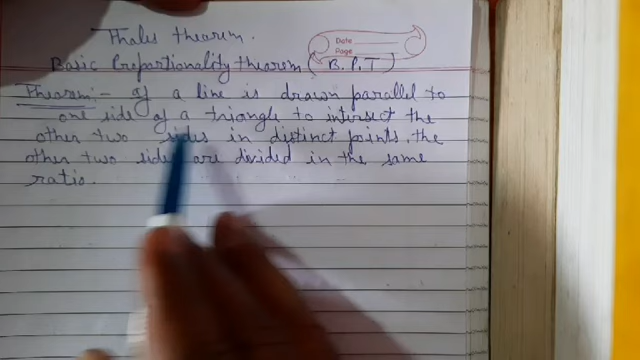 Thales theorem.
Date
Page
Basic Proportionality theorem (B.P.T)
Theorem:- If a line is drawn parallel to
one side of a triangle to intersect the
other two sides in distinct points, the
other two sides are divided in the same
ratio.